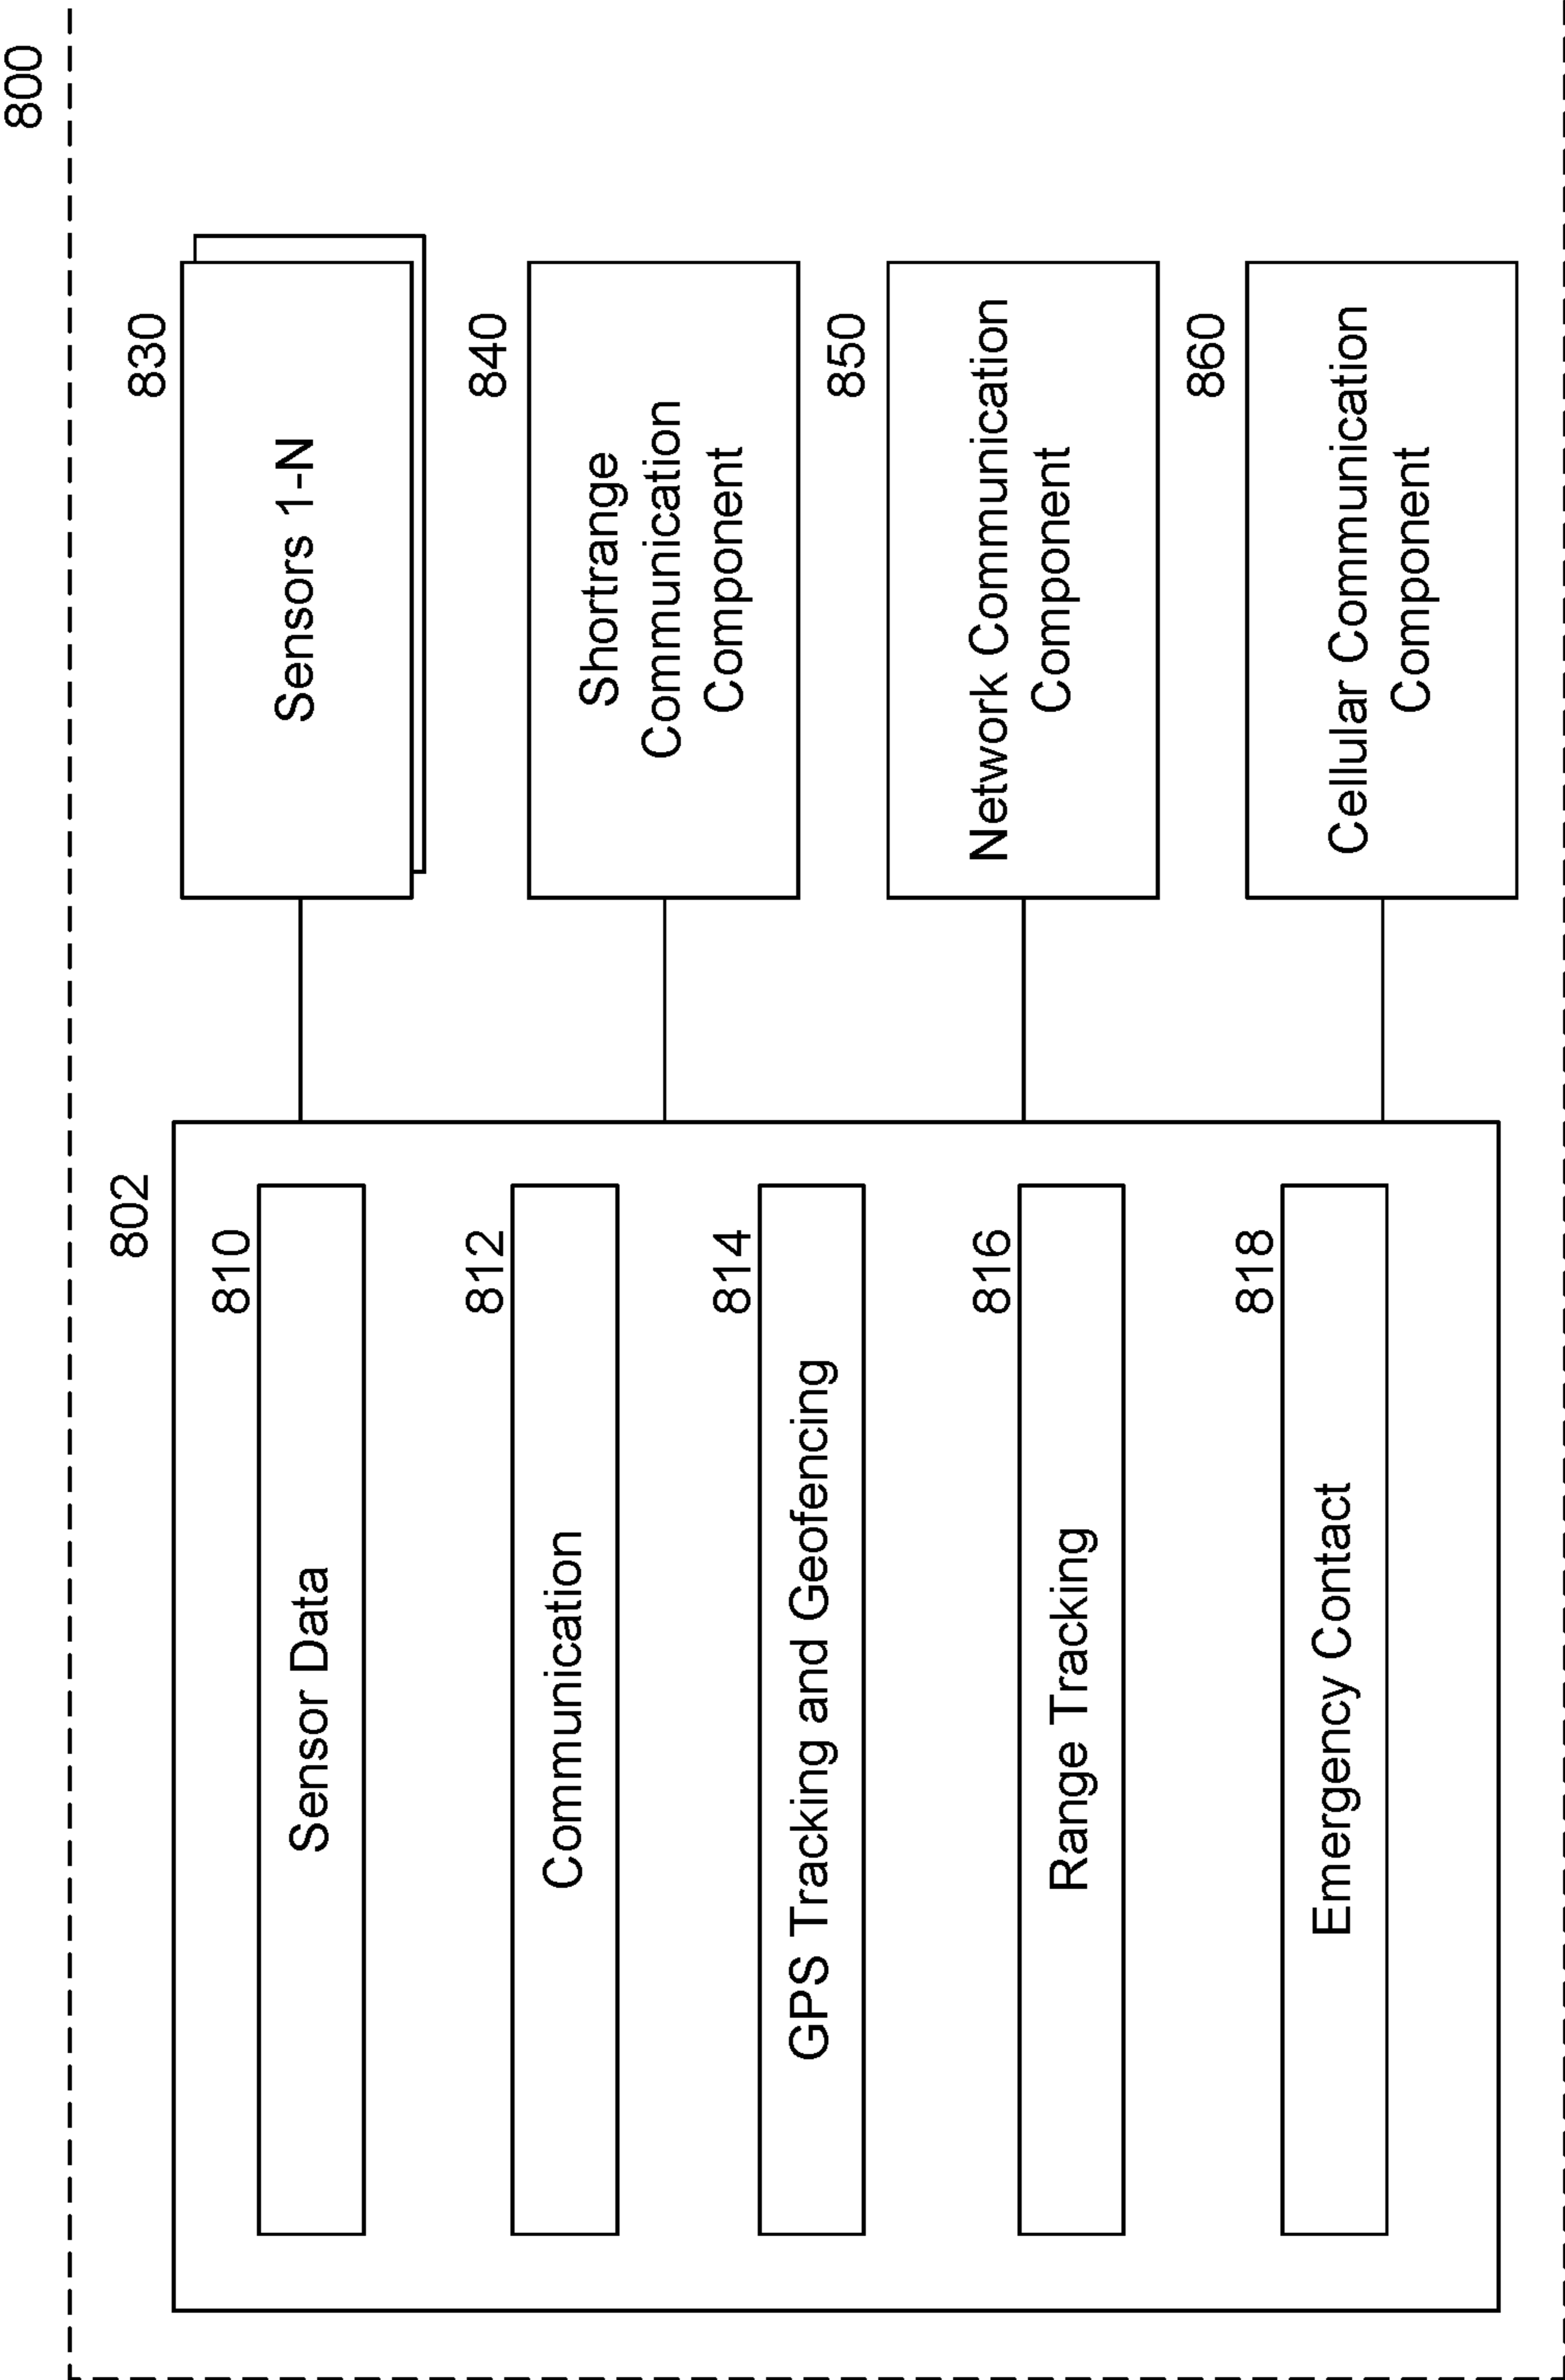 800
802
810
Sensor Data
812
Communication
814
GPS Tracking and Geofencing
816
Range Tracking
818
Emergency Contact
830
Sensors 1-N
840
Shortrange
Communication
Component
850
Network Communication
Component
860
Cellular Communication
Component